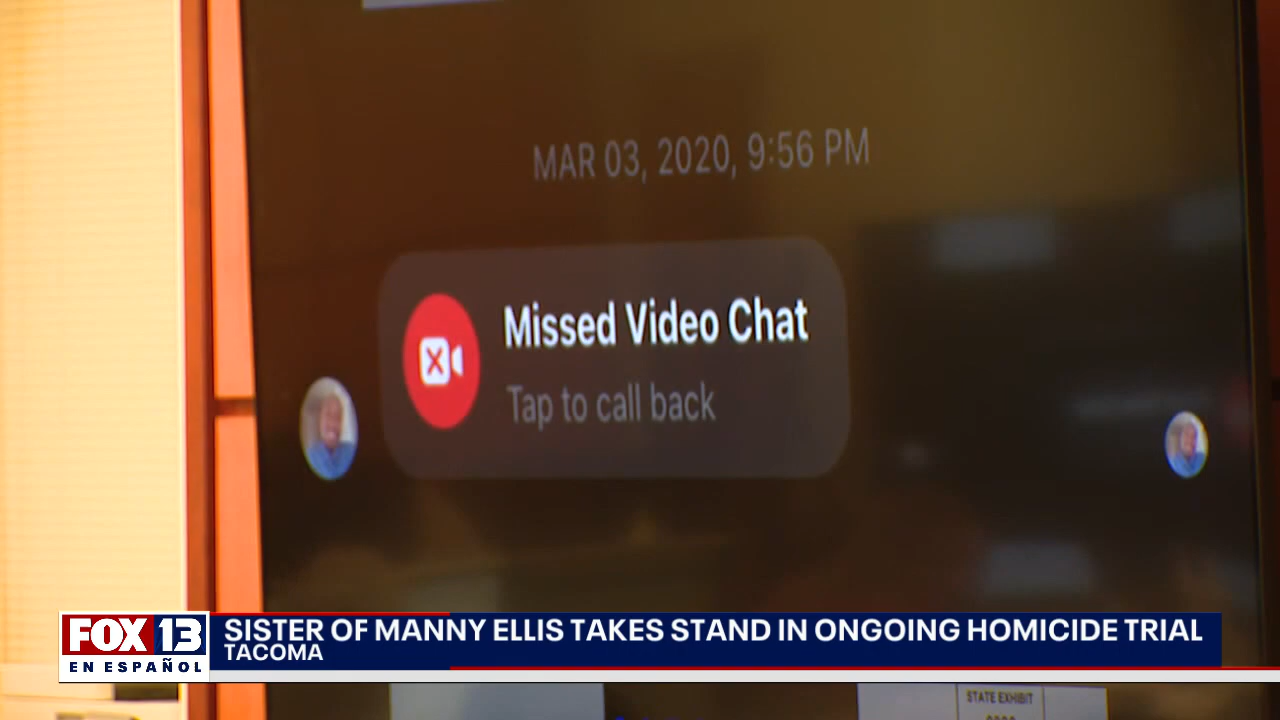 MAR 03, 2020, 9:56 PM
Missed Video Chat
Tap to call back
FOX 13
EN ESPAÑOL
SISTER OF MANNY ELLIS TAKES STAND IN ONGOING HOMICIDE TRIAL
TACOMA
STATE EXHIBIT